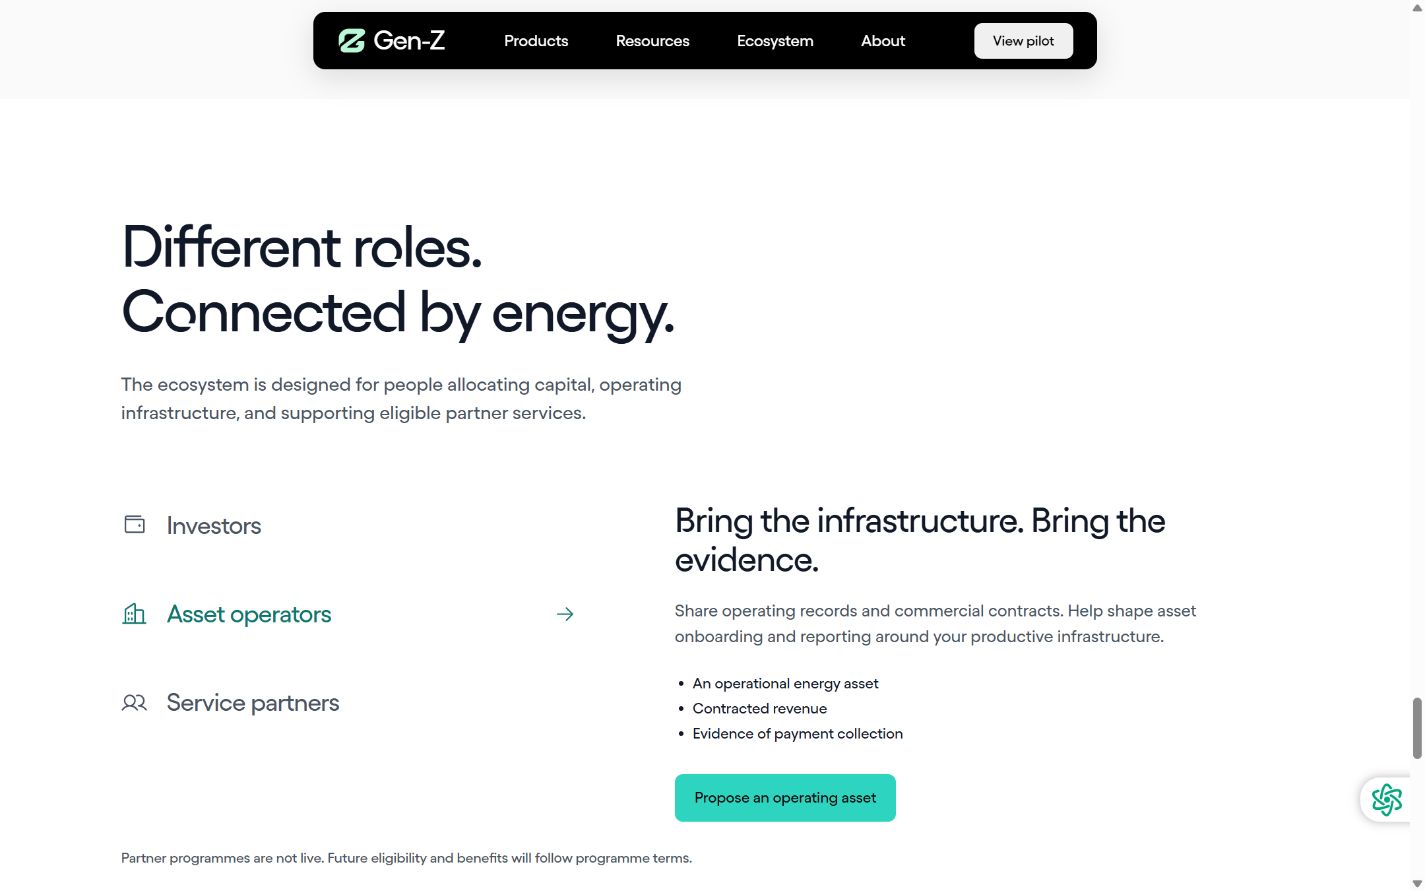 Gen-Z
Products
Resources
Ecosystem
About
View pilot
Different roles.
Connected by energy.
The ecosystem is designed for people allocating capital, operating
infrastructure, and supporting eligible partner services.
Investors
Asset operators
Service partners
Bring the infrastructure. Bring the
evidence.
Share operating records and commercial contracts. Help shape asset
onboarding and reporting around your productive infrastructure.
• An operational energy asset
• Contracted revenue
• Evidence of payment collection
Propose an operating asset
Partner programmes are not live. Future eligibility and benefits will follow programme terms.